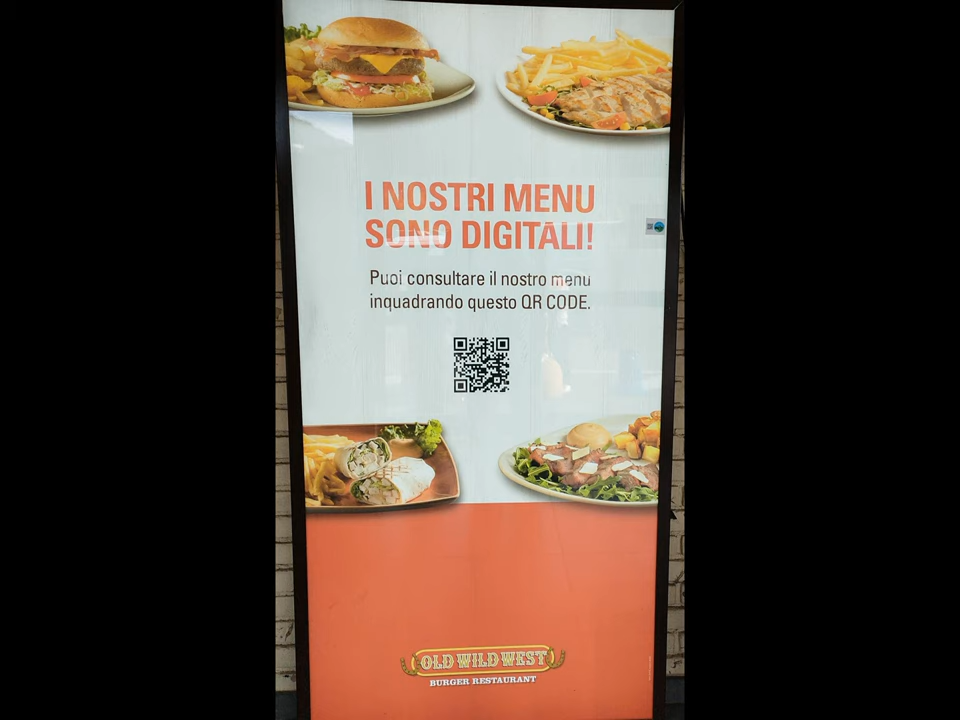 I NOSTRI MENU
SONO DIGITALI!
Puoi consultare il nostro menu
inquadrando questo QR CODE.
OLD WILD WEST
BURGER RESTAURANT